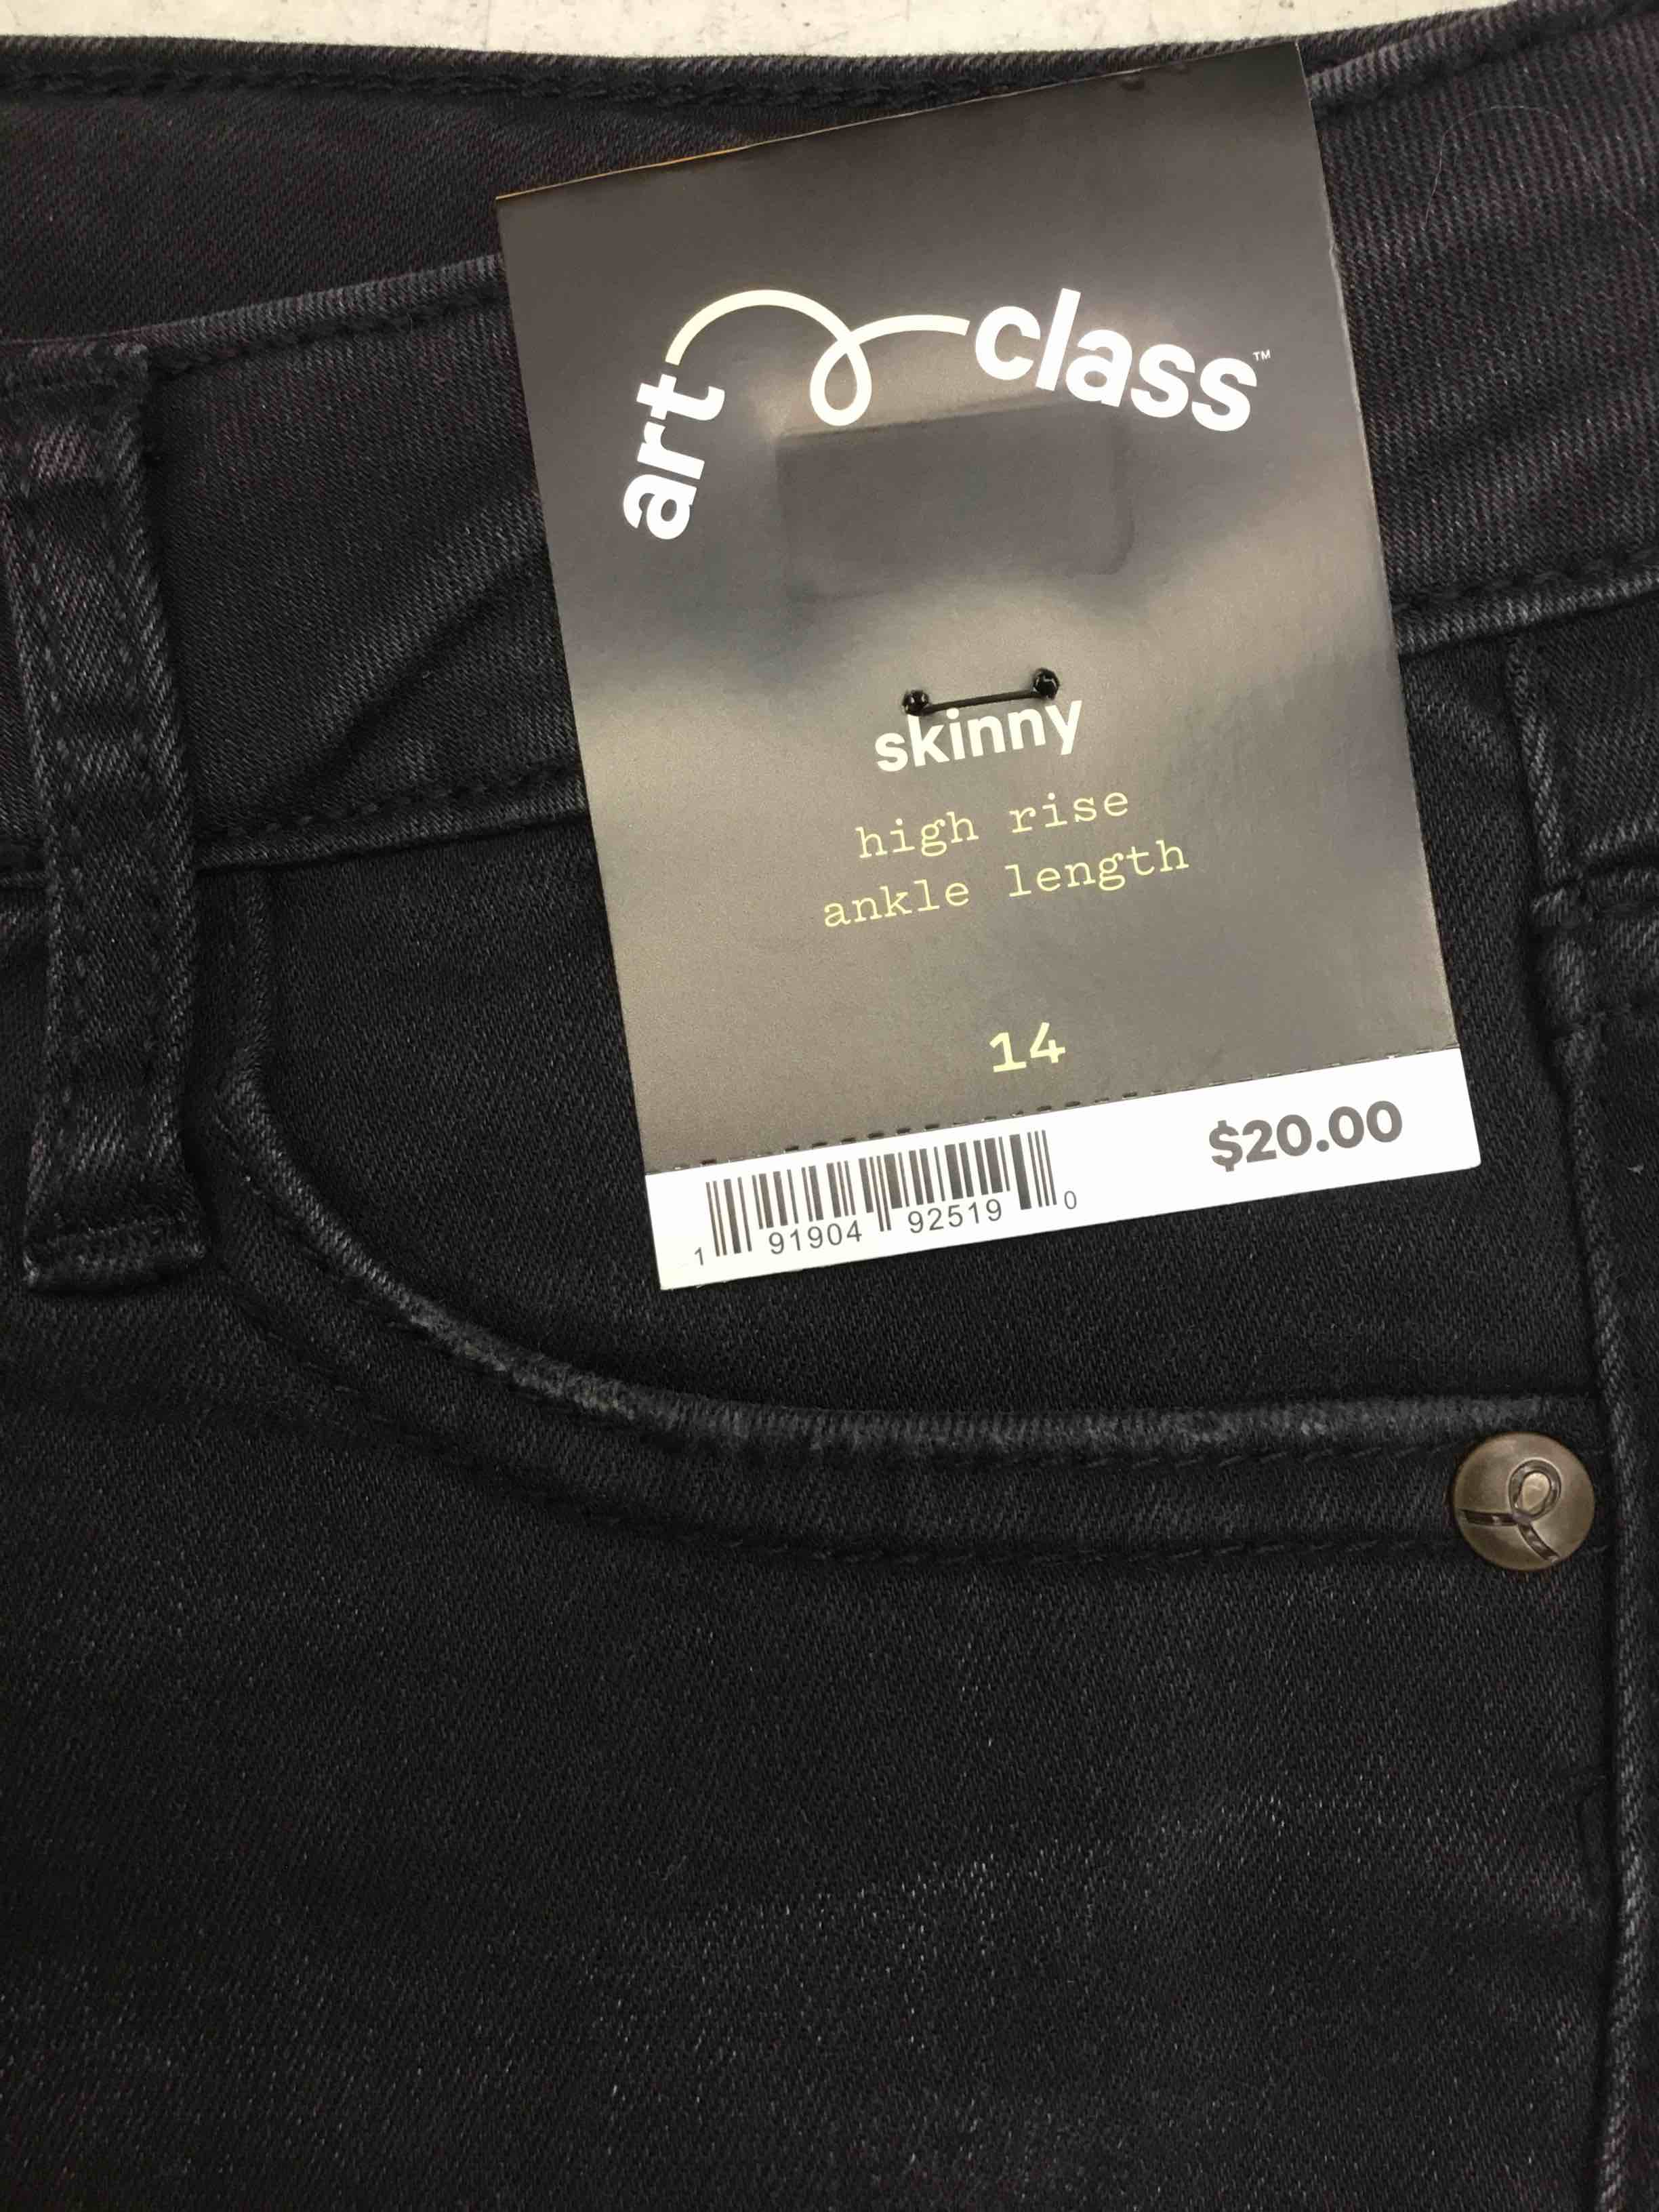 art class™
skinny
high rise
ankle length
14
$20.00
1 91904 92519 0